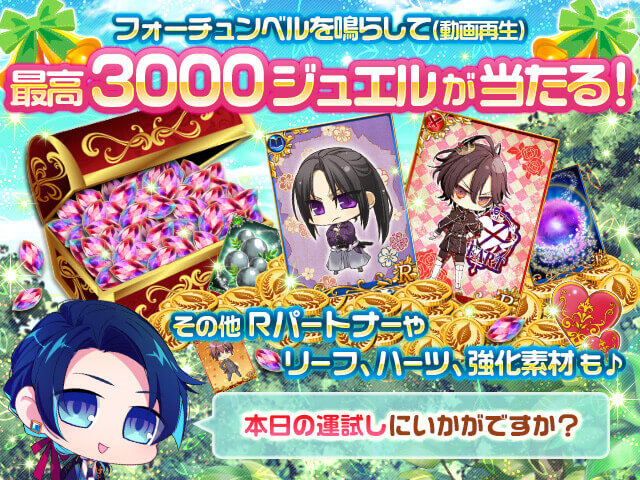 フォーチュンベルを鳴らして(動画再生)
最高3000ジュエルが当たる!
R
R
その他 Rパートナーや
リーフ、ハーツ、強化素材も♪
本日の運試しにいかがですか?